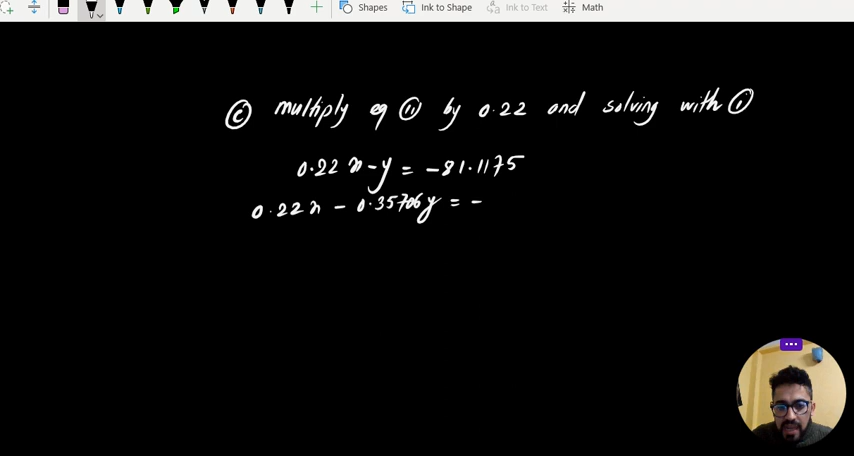 Shapes Ink to Shape Ink to Text Math
© multiply eq (ii) by 0.22 and solving with (i)
0.22 x - y = -81.1175
0.22 x - 0.35706y = -